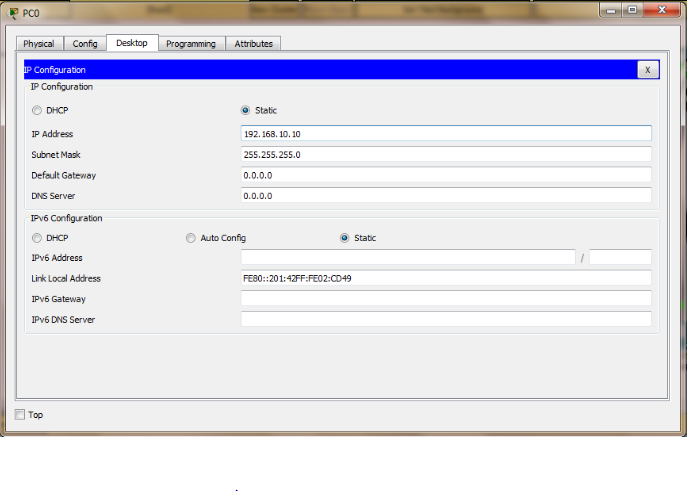 PC0
Physical Config Desktop Programming Attributes
IP Configuration
X
IP Configuration
DHCP Static
IP Address 192.168.10.10
Subnet Mask 255.255.255.0
Default Gateway 0.0.0.0
DNS Server 0.0.0.0
IPv6 Configuration
DHCP Auto Config Static
IPv6 Address /
Link Local Address FE80::201:42FF:FE02:CD49
IPv6 Gateway
IPv6 DNS Server
Top